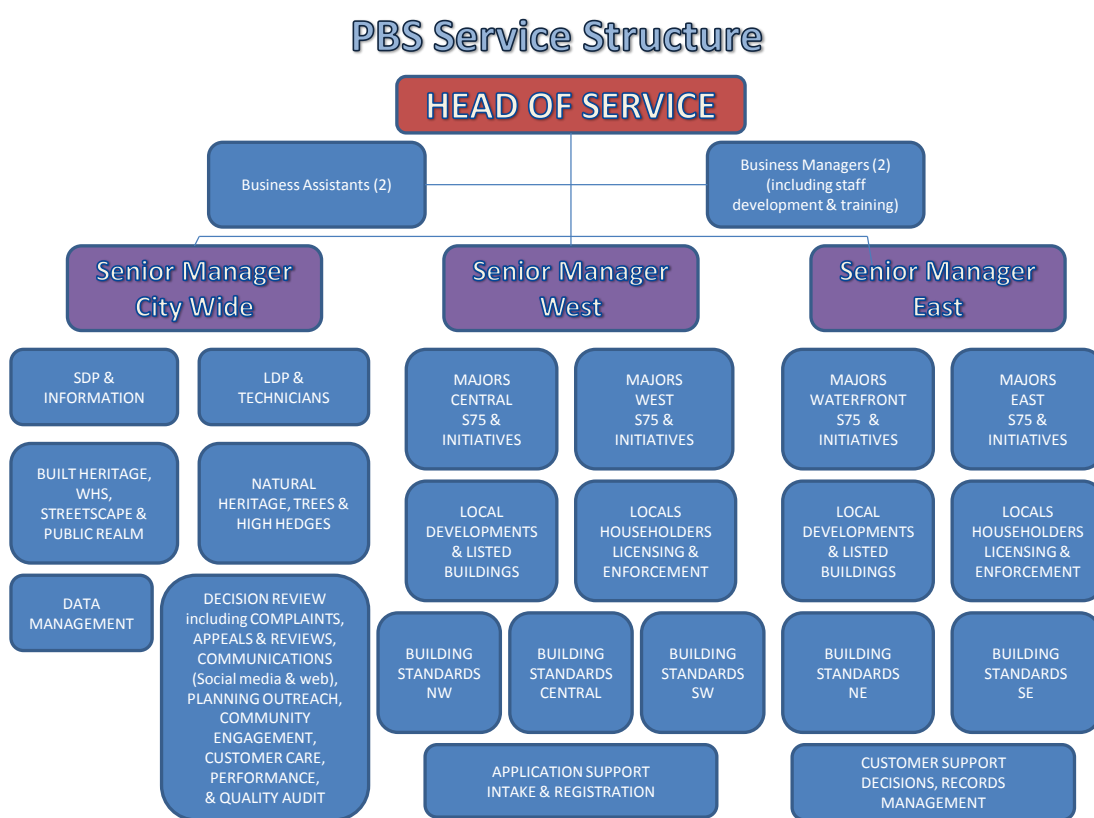 PBS Service Structure
HEAD OF SERVICE
Business Assistants (2)
Business Managers (2)
(including staff
development & training)
Senior Manager
City Wide
Senior Manager
West
Senior Manager
East
SDP &
INFORMATION
LDP &
TECHNICIANS
BUILT HERITAGE,
WHS,
STREETSCAPE &
PUBLIC REALM
NATURAL
HERITAGE, TREES &
HIGH HEDGES
DATA
MANAGEMENT
DECISION REVIEW
including COMPLAINTS,
APPEALS & REVIEWS,
COMMUNICATIONS
(Social media & web),
PLANNING OUTREACH,
COMMUNITY
ENGAGEMENT,
CUSTOMER CARE,
PERFORMANCE,
& QUALITY AUDIT
MAJORS
CENTRAL
S75 &
INITIATIVES
MAJORS
WEST
S75 &
INITIATIVES
LOCAL
DEVELOPMENTS
& LISTED
BUILDINGS
LOCALS
HOUSEHOLDERS
LICENSING &
ENFORCEMENT
BUILDING
STANDARDS
NW
BUILDING
STANDARDS
CENTRAL
BUILDING
STANDARDS
SW
APPLICATION SUPPORT
INTAKE & REGISTRATION
MAJORS
WATERFRONT
S75 &
INITIATIVES
MAJORS
EAST
S75 &
INITIATIVES
LOCAL
DEVELOPMENTS
& LISTED
BUILDINGS
LOCALS
HOUSEHOLDERS
LICENSING &
ENFORCEMENT
BUILDING
STANDARDS
NE
BUILDING
STANDARDS
SE
CUSTOMER SUPPORT
DECISIONS, RECORDS
MANAGEMENT